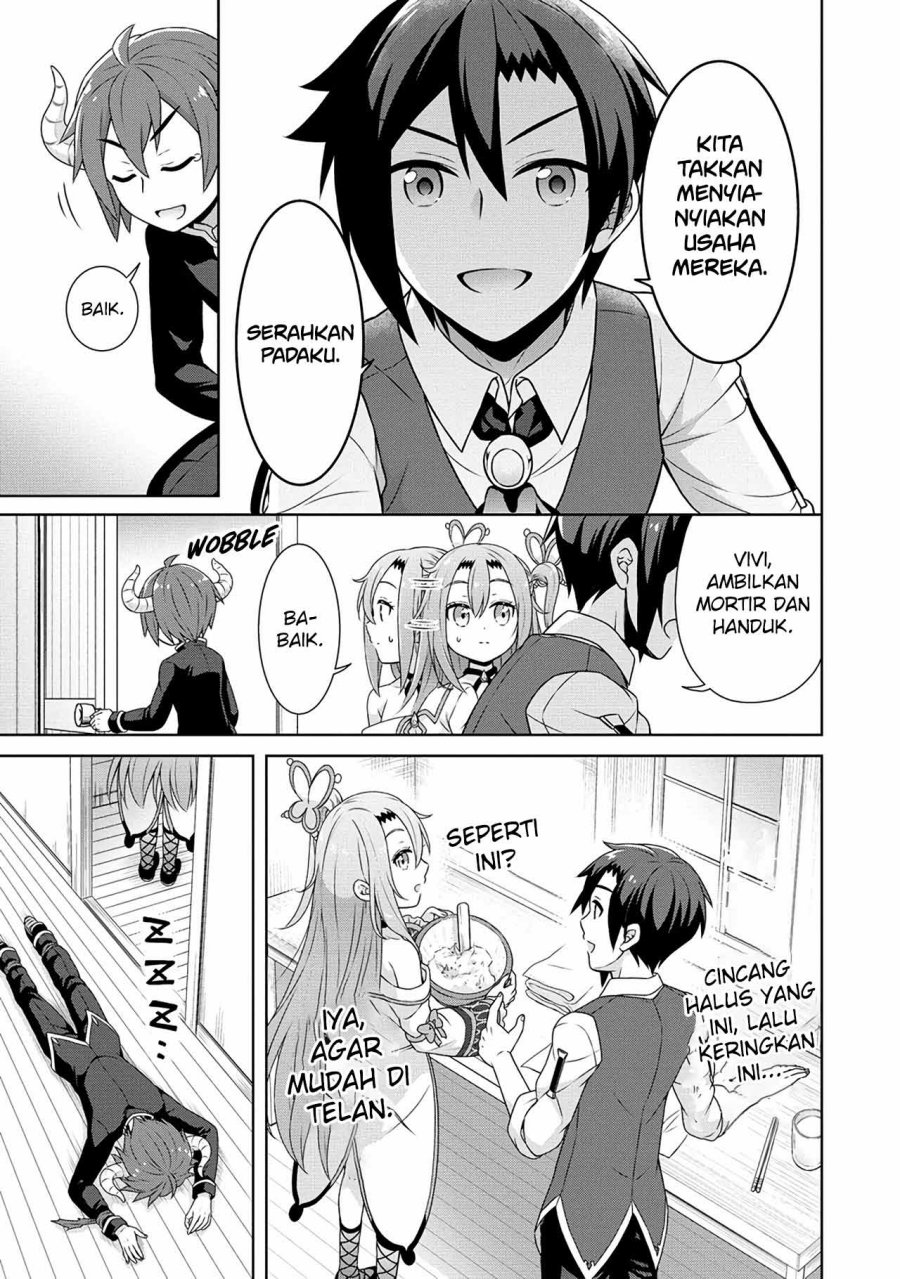 KITA
TAKKAN
MENYIA-
NYIAKAN
USAHA
MEREKA.
SERAHKAN
PADAKU.
BAIK.
VIVI,
AMBILKAN
MORTIR DAN
HANDUK.
BA-
BAIK.
WOBBLE
SEPERTI
INI?
CINCANG
HALUS YANG
INI, LALU
KERINGKAN
INI...
IYA,
AGAR
MUDAH DI
TELAN.
ZZZ..